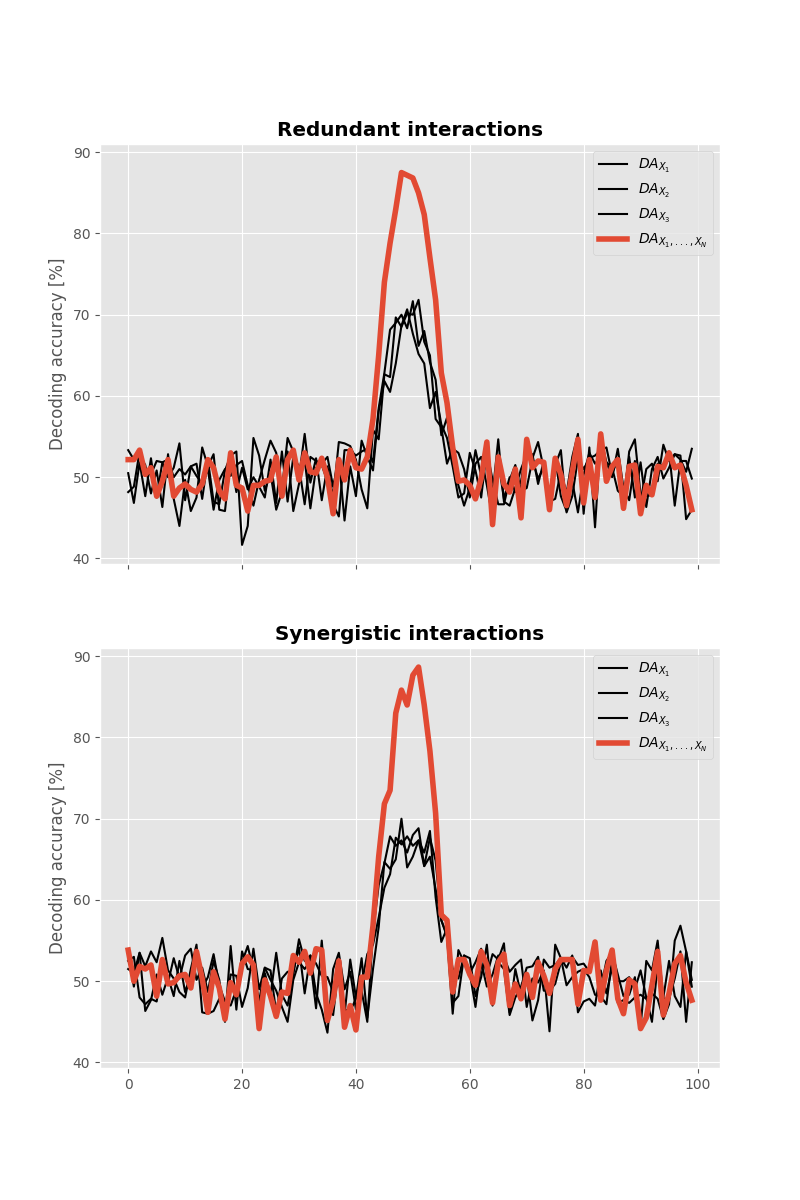 Redundant interactions
90
80
70
60
50
40
Decoding accuracy [%]
DA_{X_1}
DA_{X_2}
DA_{X_3}
DA_{X_1,...,X_N}
Synergistic interactions
90
80
70
60
50
40
Decoding accuracy [%]
DA_{X_1}
DA_{X_2}
DA_{X_3}
DA_{X_1,...,X_N}
0 20 40 60 80 100